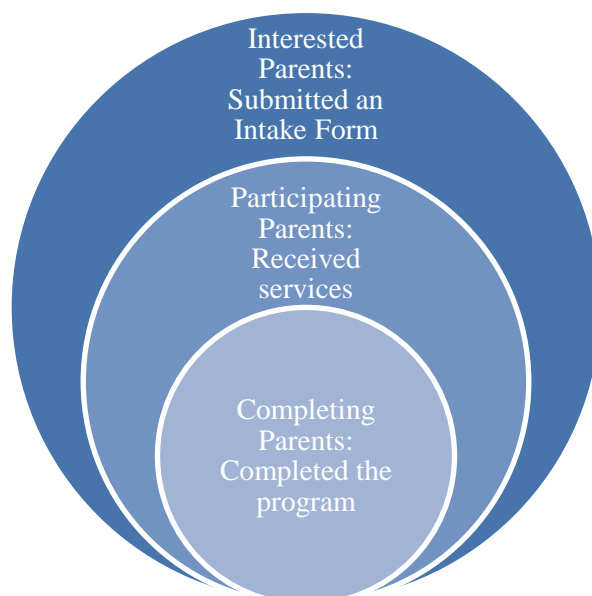 Interested
Parents:
Submitted an
Intake Form
Participating
Parents:
Received
services
Completing
Parents:
Completed the
program